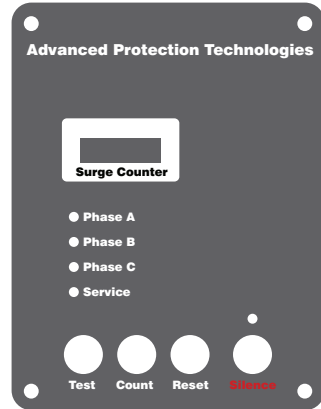 Advanced Protection Technologies
Surge Counter
Phase A
Phase B
Phase C
Service
Test Count Reset Silence